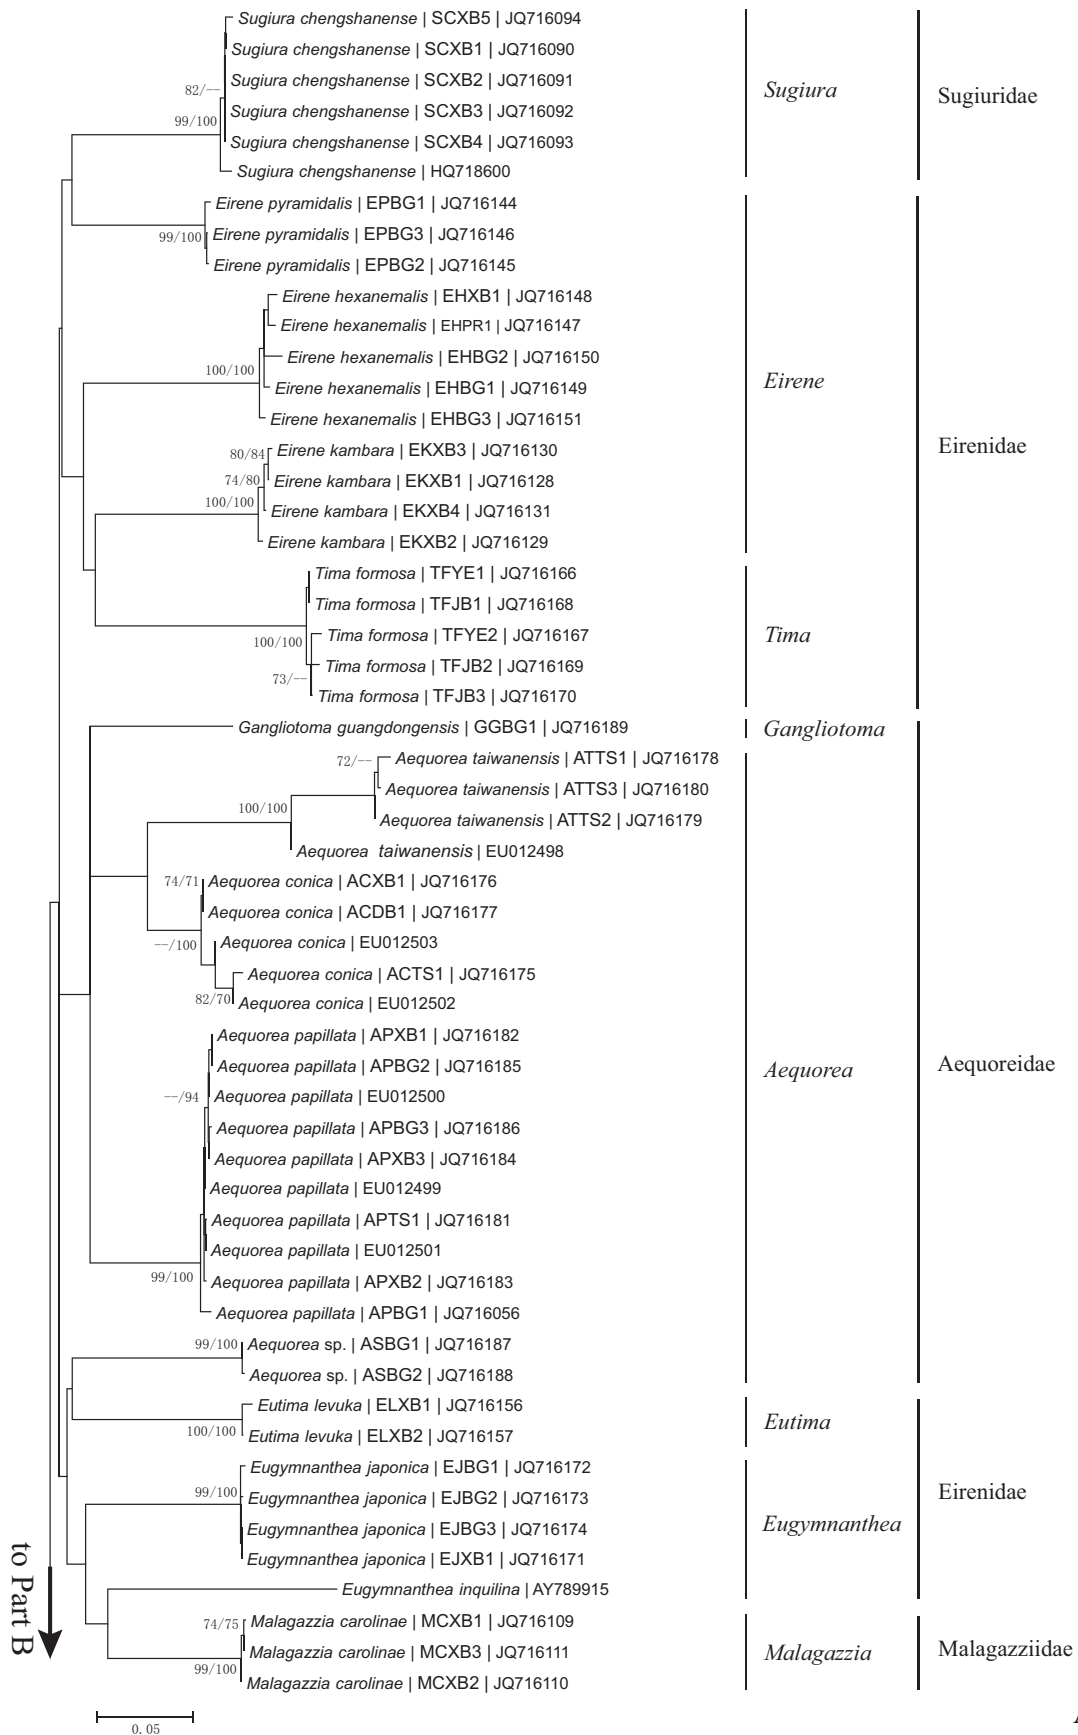 Sugiura chengshanense | SCXB5 | JQ716094
Sugiura chengshanense | SCXB1 | JQ716090
Sugiura chengshanense | SCXB2 | JQ716091
82/--
Sugiura
Sugiuridae
Sugiura chengshanense | SCXB3 | JQ716092
99/100
Sugiura chengshanense | SCXB4 | JQ716093
Sugiura chengshanense | HQ718600
Eirene pyramidalis | EPBG1 | JQ716144
Eirene pyramidalis | EPBG3 | JQ716146
99/100
Eirene pyramidalis | EPBG2 | JQ716145
Eirene hexanemalis | EHXB1 | JQ716148
Eirene hexanemalis | EHPR1 | JQ716147
Eirene hexanemalis | EHBG2 | JQ716150
100/100
Eirene
Eirene hexanemalis | EHBG1 | JQ716149
Eirene hexanemalis | EHBG3 | JQ716151
Eirenidae
80/84
Eirene kambara | EKXB3 | JQ716130
74/80
Eirene kambara | EKXB1 | JQ716128
100/100
Eirene kambara | EKXB4 | JQ716131
Eirene kambara | EKXB2 | JQ716129
Tima formosa | TFYE1 | JQ716166
Tima formosa | TFJB1 | JQ716168
Tima formosa | TFYE2 | JQ716167
Tima
100/100
Tima formosa | TFJB2 | JQ716169
73/--
Tima formosa | TFJB3 | JQ716170
Gangliotoma guangdongensis | GGBG1 | JQ716189
Gangliotoma
72/--
Aequorea taiwanensis | ATTS1 | JQ716178
Aequorea taiwanensis | ATTS3 | JQ716180
100/100
Aequorea taiwanensis | ATTS2 | JQ716179
Aequorea taiwanensis | EU012498
74/71
Aequorea conica | ACXB1 | JQ716176
Aequorea conica | ACDB1 | JQ716177
--/100
Aequorea conica | EU012503
Aequorea conica | ACTS1 | JQ716175
82/70
Aequorea conica | EU012502
Aequorea papillata | APXB1 | JQ716182
Aequorea papillata | APBG2 | JQ716185
Aequorea
Aequoreidae
--/94
Aequorea papillata | EU012500
Aequorea papillata | APBG3 | JQ716186
Aequorea papillata | APXB3 | JQ716184
Aequorea papillata | EU012499
Aequorea papillata | APTS1 | JQ716181
Aequorea papillata | EU012501
99/100
Aequorea papillata | APXB2 | JQ716183
Aequorea papillata | APBG1 | JQ716056
99/100
Aequorea sp. | ASBG1 | JQ716187
Aequorea sp. | ASBG2 | JQ716188
Eutima levuka | ELXB1 | JQ716156
Eutima
100/100
Eutima levuka | ELXB2 | JQ716157
Eugymnanthea japonica | EJBG1 | JQ716172
99/100
Eirenidae
Eugymnanthea japonica | EJBG2 | JQ716173
Eugymnanthea
Eugymnanthea japonica | EJBG3 | JQ716174
Eugymnanthea japonica | EJXB1 | JQ716171
to Part B
Eugymnanthea inquilina | AY789915
74/75
Malagazzia carolinae | MCXB1 | JQ716109
Malagazzia carolinae | MCXB3 | JQ716111
Malagazzia
Malagazziidae
99/100
Malagazzia carolinae | MCXB2 | JQ716110
0.05